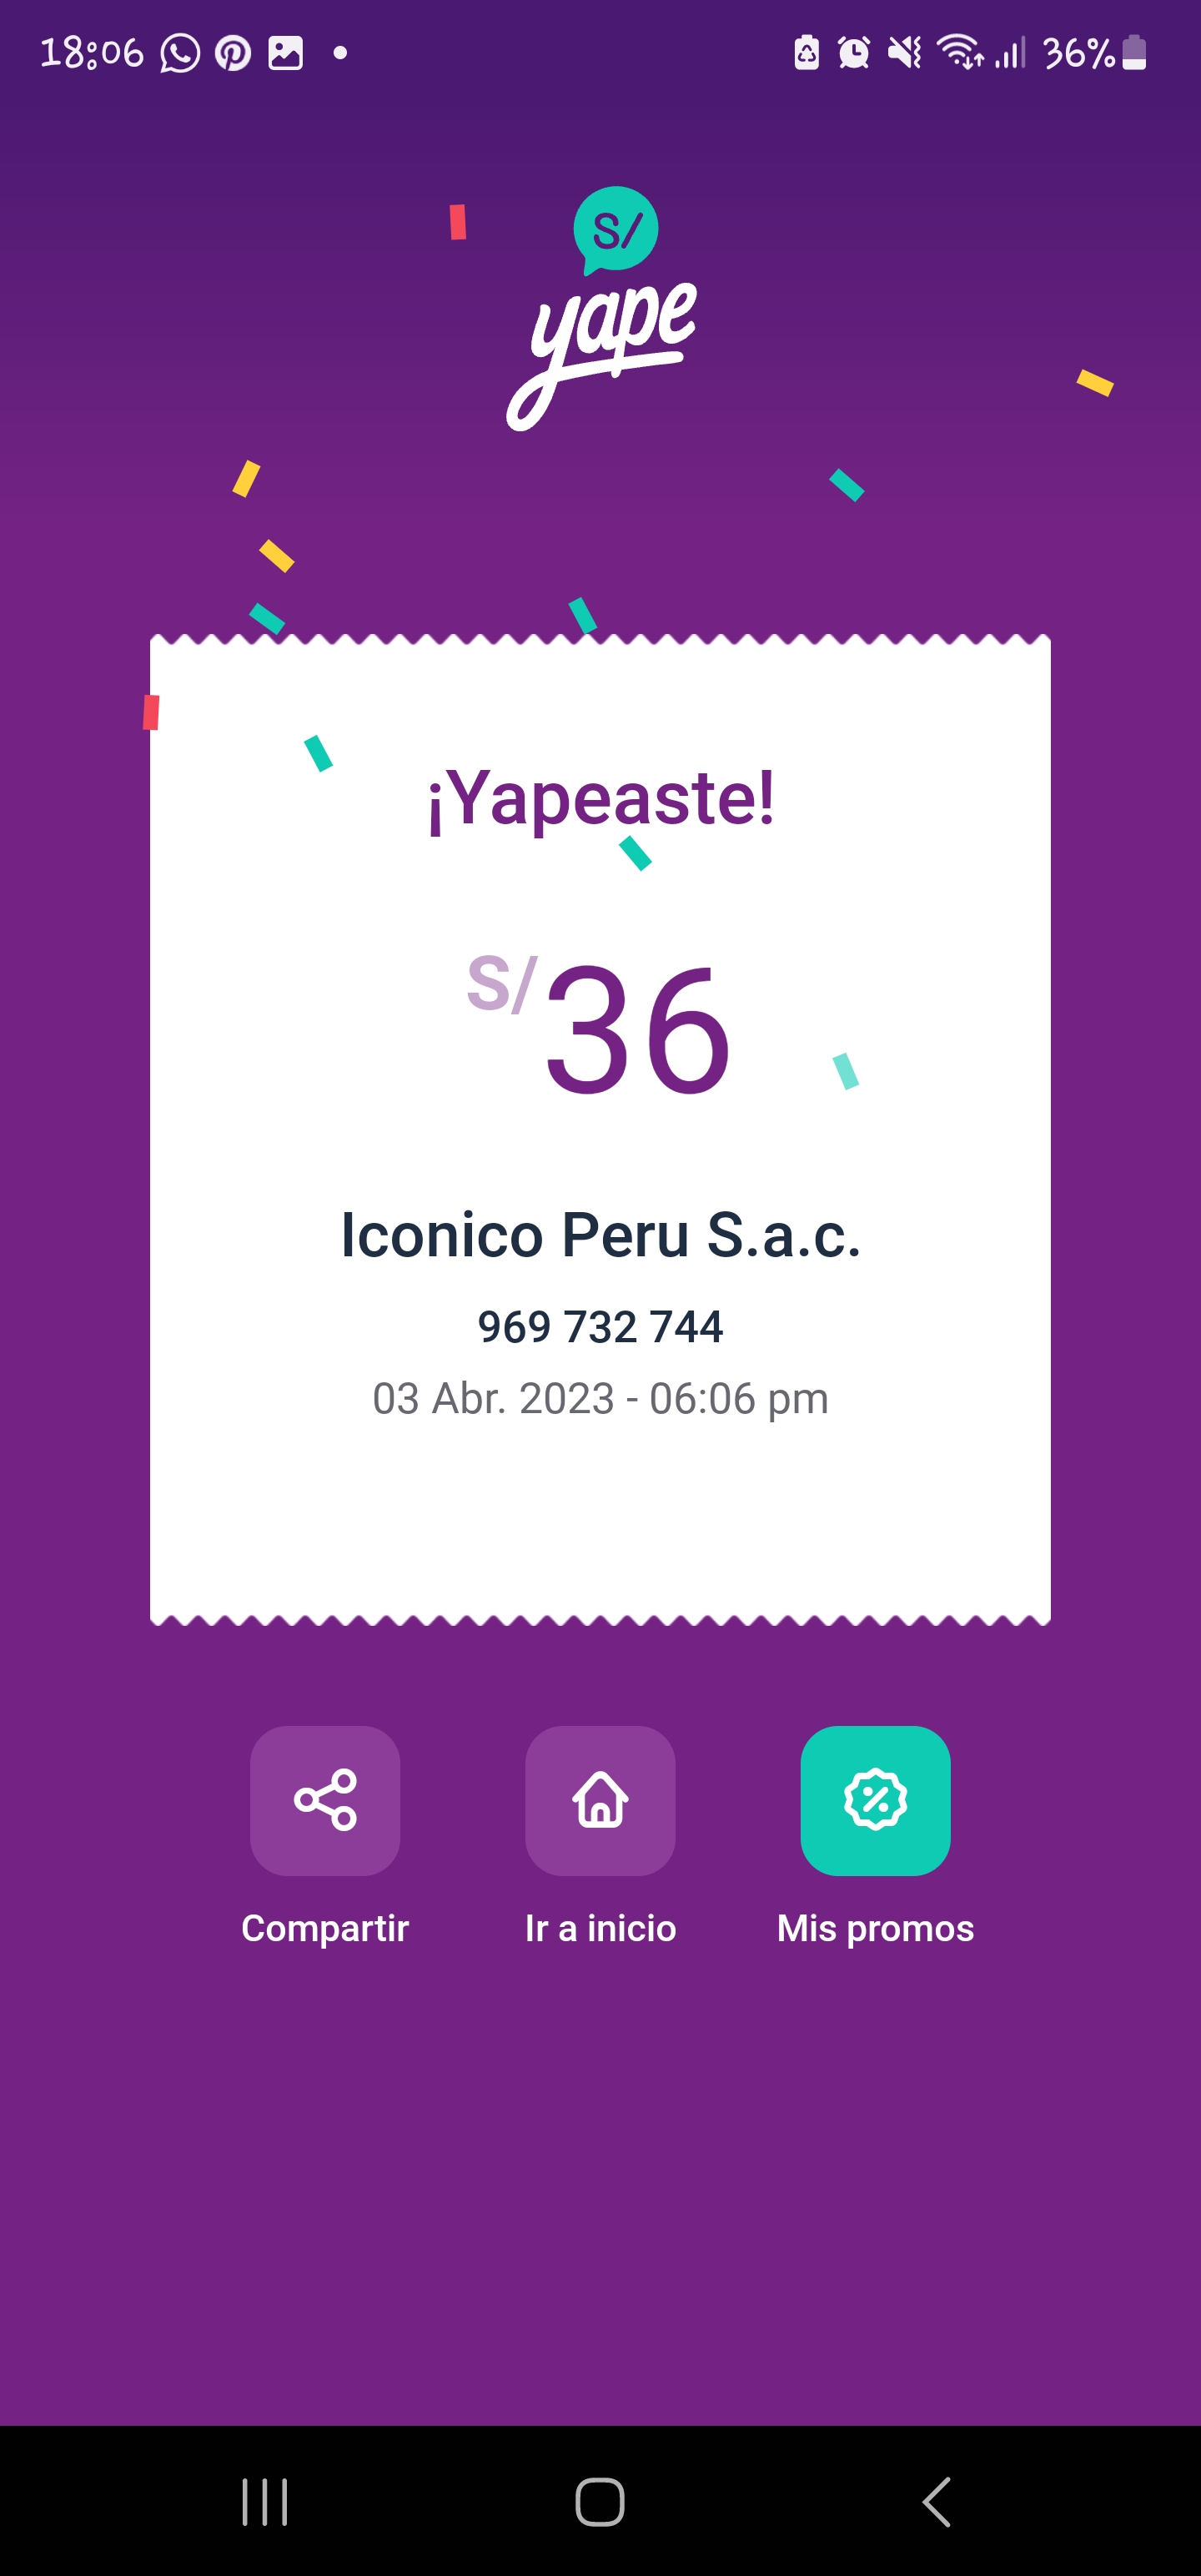 18:06 36%
S/
yape
¡Yapeaste!
S/36
Iconico Peru S.a.c.
969 732 744
03 Abr. 2023 - 06:06 pm
Compartir Ir a inicio Mis promos